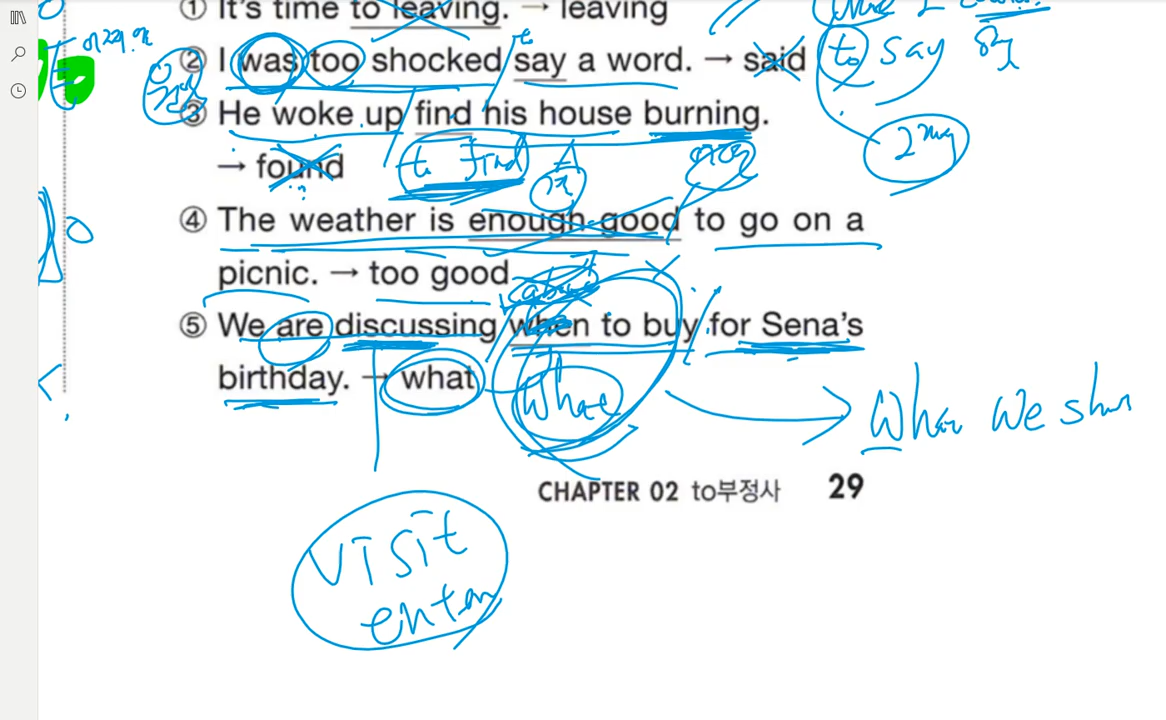 ① It's time to leaving. → leaving
② I was too shocked say a word. → said
to say
③ He woke up find his house burning.
2
→ found to find
④ The weather is enough good to go on a
picnic. → too good
⑤ We are discussing when to buy for Sena's
birthday. → what
what
what we
CHAPTER 02 to부정사 29
visit
enter